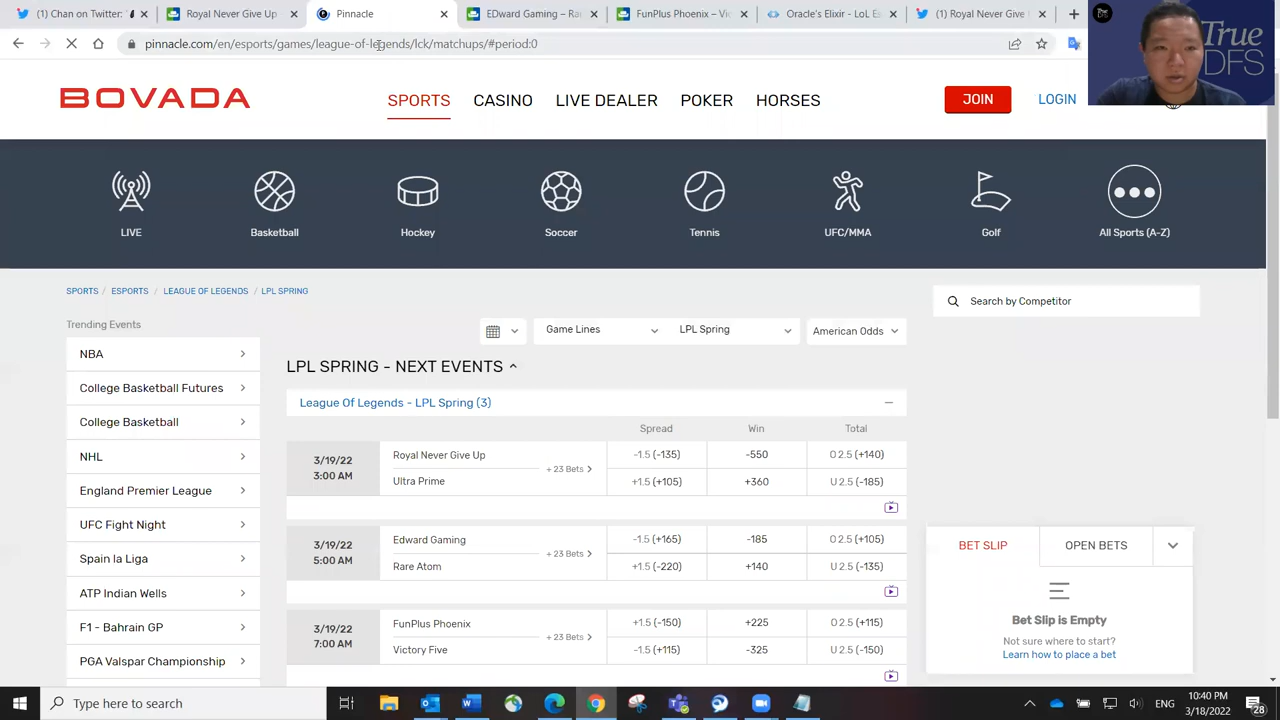 (1) Chan on Twitter:
Royal Never Give Up
Pinnacle
EDward Gaming – Ra
FunPlus Phoenix – Vic
Oracle's Elixir - LoL Es
(1) Royal Never Give
pinnacle.com/en/esports/games/league-of-legends/lck/matchups/#period:0
True
DFS
BOVADA
SPORTS CASINO LIVE DEALER POKER HORSES
JOIN LOGIN
LIVE Basketball Hockey Soccer Tennis UFC/MMA Golf All Sports (A-Z)
SPORTS / ESPORTS / LEAGUE OF LEGENDS / LPL SPRING
Search by Competitor
Trending Events
NBA
College Basketball Futures
College Basketball
NHL
England Premier League
UFC Fight Night
Spain la Liga
ATP Indian Wells
F1 - Bahrain GP
PGA Valspar Championship
Game Lines LPL Spring American Odds
LPL SPRING - NEXT EVENTS
League Of Legends - LPL Spring (3)
Spread Win Total
3/19/22
3:00 AM
Royal Never Give Up -1.5 (-135) -550 O 2.5 (+140)
+ 23 Bets
Ultra Prime +1.5 (+105) +360 U 2.5 (-185)
3/19/22
5:00 AM
Edward Gaming -1.5 (+165) -185 O 2.5 (+105)
+ 23 Bets
Rare Atom +1.5 (-220) +140 U 2.5 (-135)
3/19/22
7:00 AM
FunPlus Phoenix +1.5 (-150) +225 O 2.5 (+115)
+ 23 Bets
Victory Five -1.5 (+115) -325 U 2.5 (-150)
BET SLIP OPEN BETS
Bet Slip is Empty
Not sure where to start?
Learn how to place a bet
Type here to search
ENG
10:40 PM
3/18/2022
28